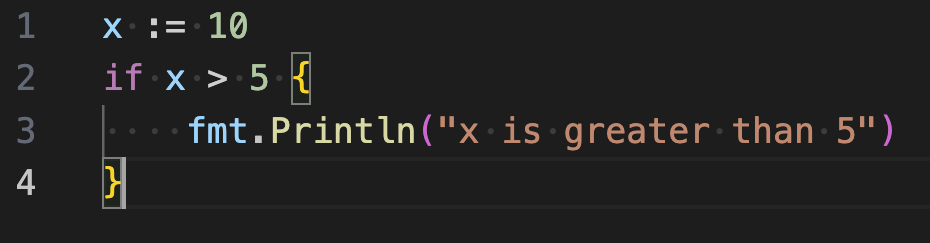 1 x := 10
2 if x > 5 {
3     fmt.Println("x is greater than 5")
4 }